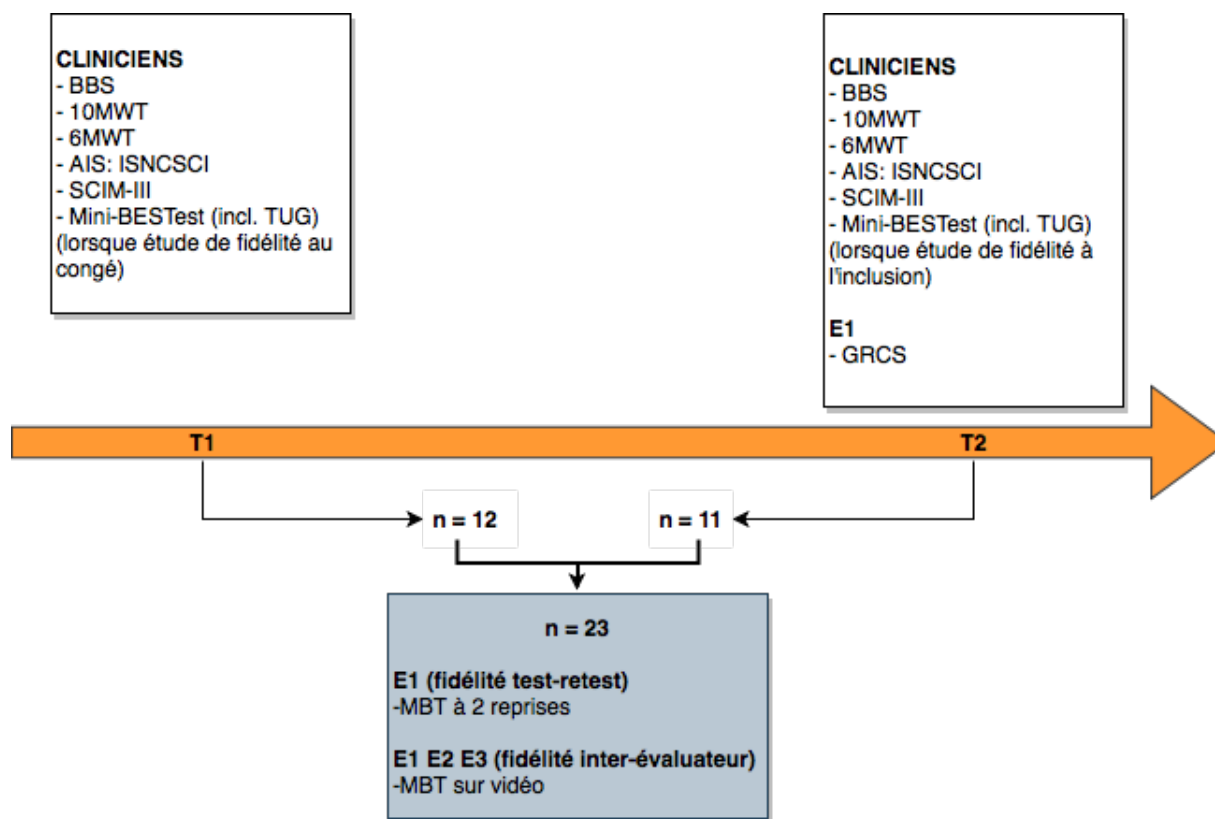 CLINICIENS
- BBS
- 10MWT
- 6MWT
- AIS: ISNCSCI
- SCIM-III
- Mini-BESTest (incl. TUG)
(lorsque étude de fidélité au
congé)
CLINICIENS
- BBS
- 10MWT
- 6MWT
- AIS: ISNCSCI
- SCIM-III
- Mini-BESTest (incl. TUG)
(lorsque étude de fidélité à
l'inclusion)
E1
- GRCS
T1
T2
n = 12
n = 11
n = 23
E1 (fidélité test-retest)
-MBT à 2 reprises
E1 E2 E3 (fidélité inter-évaluateur)
-MBT sur vidéo